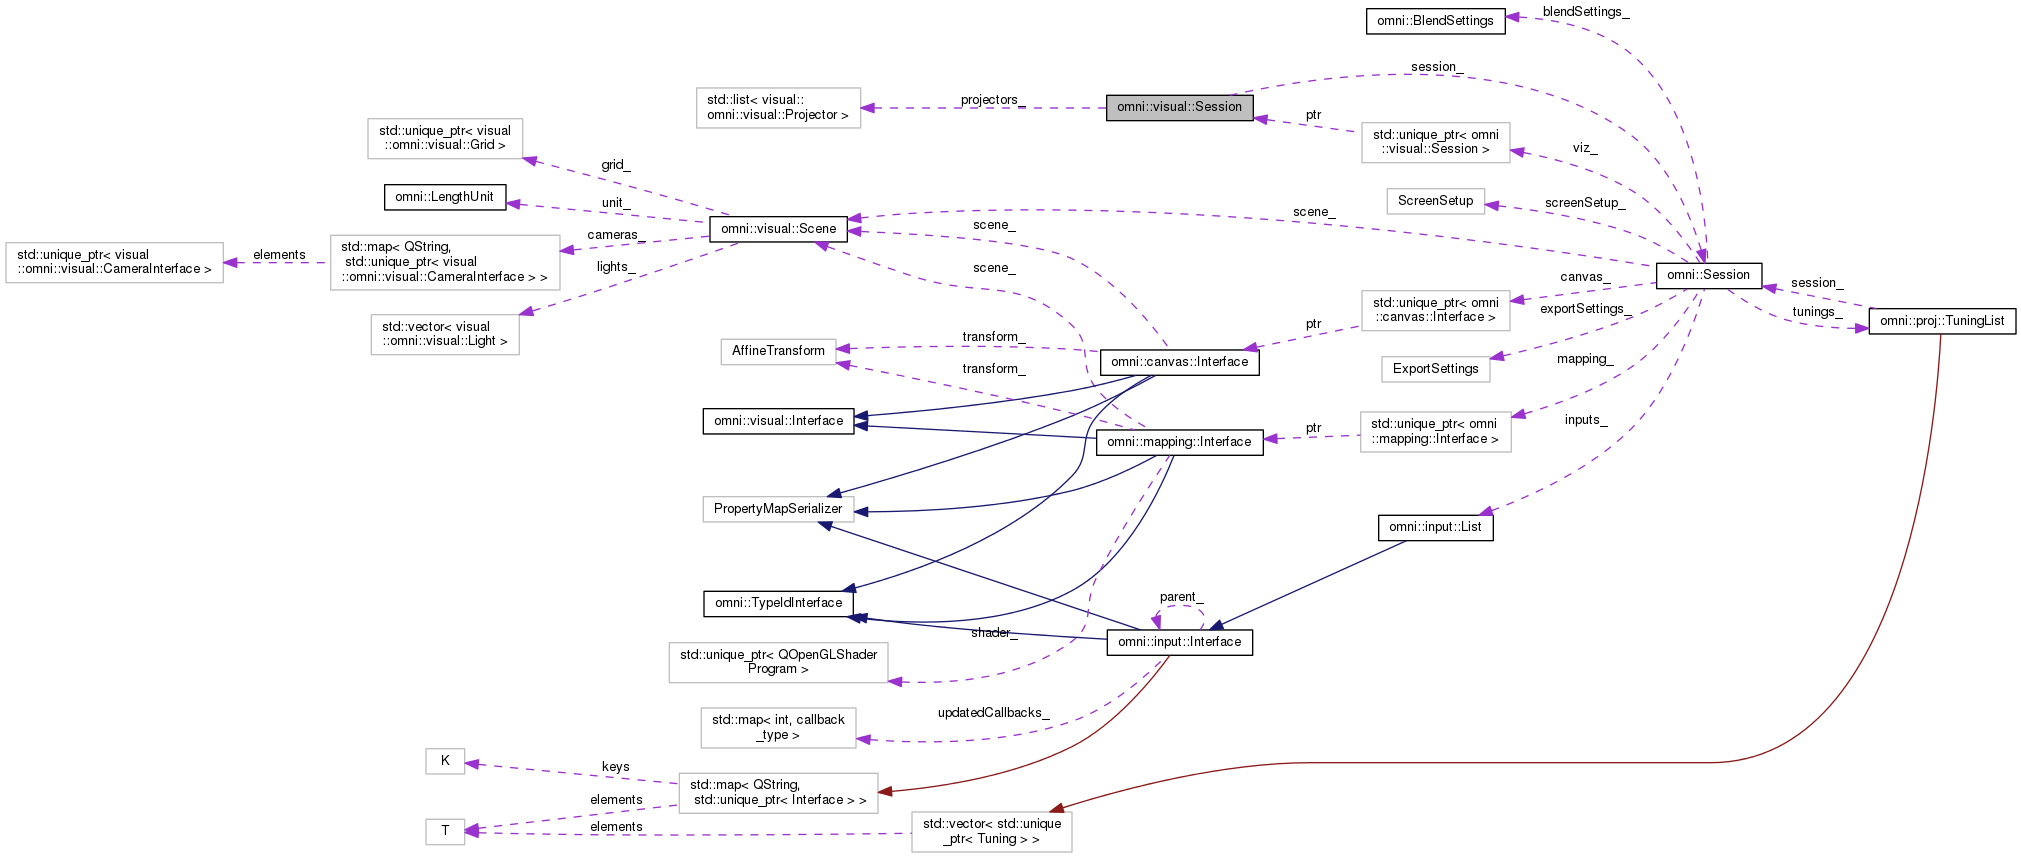 omni::BlendSettings
blendSettings_
session_
std::list< visual::
omni::visual::Projector >
projectors_
omni::visual::Session
ptr
std::unique_ptr< omni
::visual::Session >
viz_
std::unique_ptr< visual
::omni::visual::Grid >
grid_
omni::LengthUnit
unit_
ScreenSetup
screenSetup_
omni::visual::Scene
scene_
scene_
scene_
std::unique_ptr< visual
::omni::visual::CameraInterface >
elements
std::map< QString,
std::unique_ptr< visual
::omni::visual::CameraInterface > >
cameras_
lights_
std::vector< visual
::omni::visual::Light >
omni::Session
session_
tunings_
omni::proj::TuningList
canvas_
std::unique_ptr< omni
::canvas::Interface >
ptr
exportSettings_
ExportSettings
AffineTransform
transform_
transform_
omni::canvas::Interface
mapping_
omni::visual::Interface
omni::mapping::Interface
ptr
std::unique_ptr< omni
::mapping::Interface >
inputs_
PropertyMapSerializer
omni::input::List
omni::TypeIdInterface
parent_
omni::input::Interface
shader_
std::unique_ptr< QOpenGLShader
Program >
updatedCallbacks_
std::map< int, callback
_type >
K
keys
std::map< QString,
std::unique_ptr< Interface > >
elements
T
elements
std::vector< std::unique
_ptr< Tuning > >